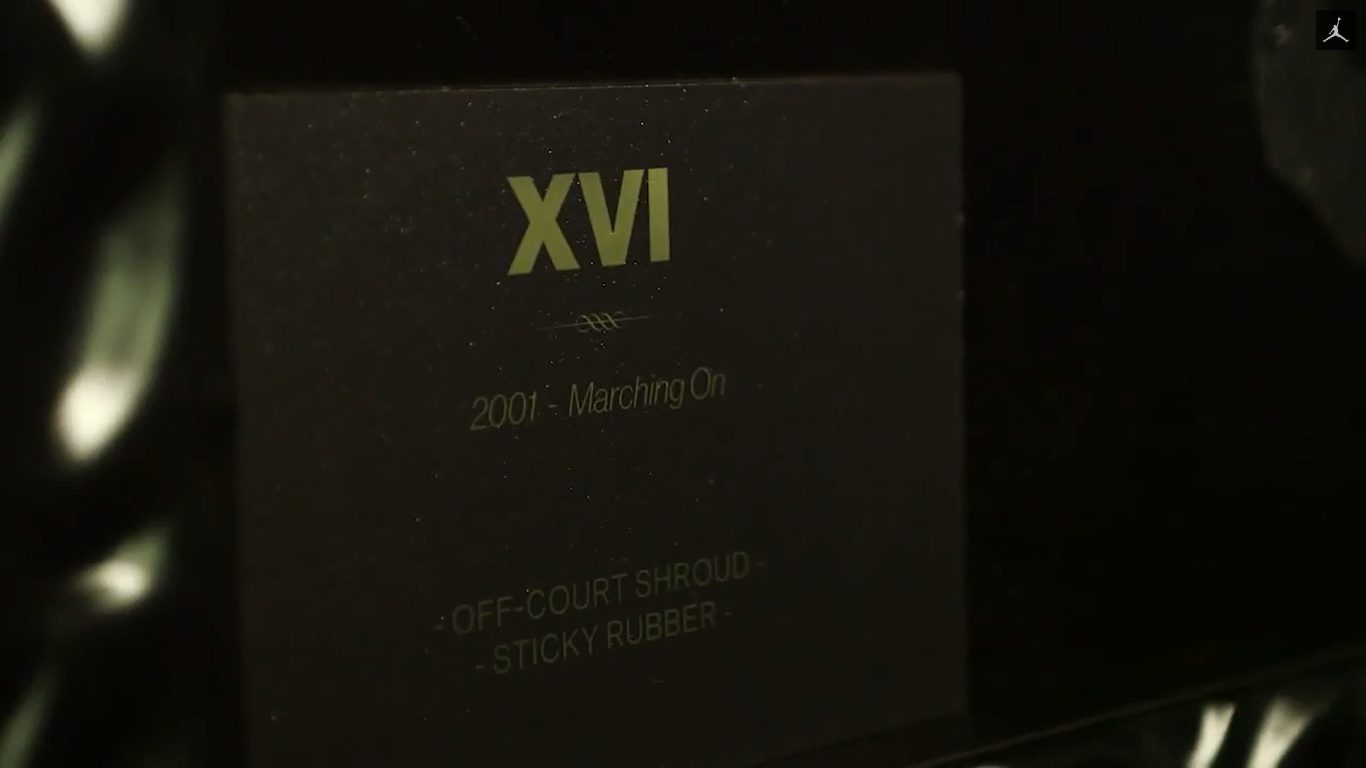 XVI
2001 - Marching On
- OFF-COURT SHROUD -
- STICKY RUBBER -